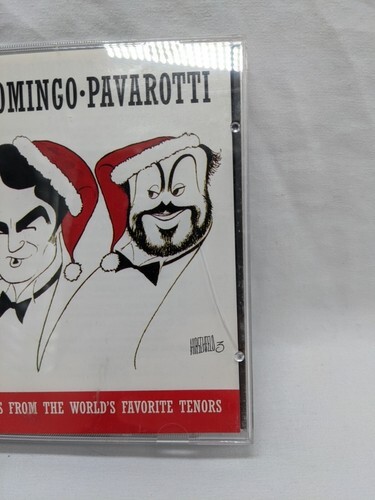 OMINGO·PAVAROTTI
S FROM THE WORLD'S FAVORITE TENORS